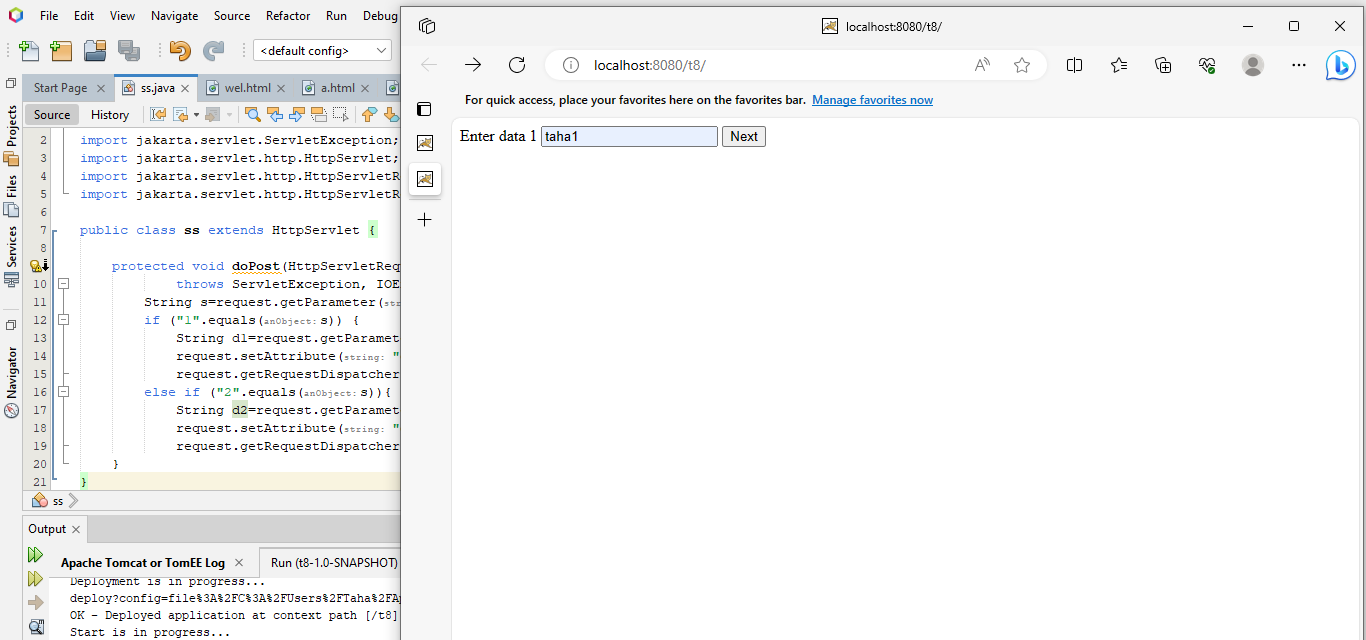 File Edit View Navigate Source Refactor Run Debug
<default config>
Start Page ss.java wel.html a.html
Source History
Projects
Files
Services
Navigator
2 import jakarta.servlet.ServletException;
3 import jakarta.servlet.http.HttpServlet;
4 import jakarta.servlet.http.HttpServletR
5 import jakarta.servlet.http.HttpServletR
6
7 public class ss extends HttpServlet {
8
protected void doPost(HttpServletReq
10 throws ServletException, IOE
11 String s=request.getParameter(str
12 if ("1".equals(anObject: s)) {
13 String d1=request.getParamet
14 request.setAttribute(string: "
15 request.getRequestDispatcher
16 else if ("2".equals(anObject: s)){
17 String d2=request.getParamet
18 request.setAttribute(string: "
19 request.getRequestDispatcher
20 }
21 }
ss
Output
Apache Tomcat or TomEE Log Run (t8-1.0-SNAPSHOT)
Deployment is in progress...
deploy?config=file%3A%2FC%3A%2FUsers%2FTaha%2FAp
OK - Deployed application at context path [/t8]
Start is in progress...
localhost:8080/t8/
localhost:8080/t8/
For quick access, place your favorites here on the favorites bar. Manage favorites now
Enter data 1 taha1 Next